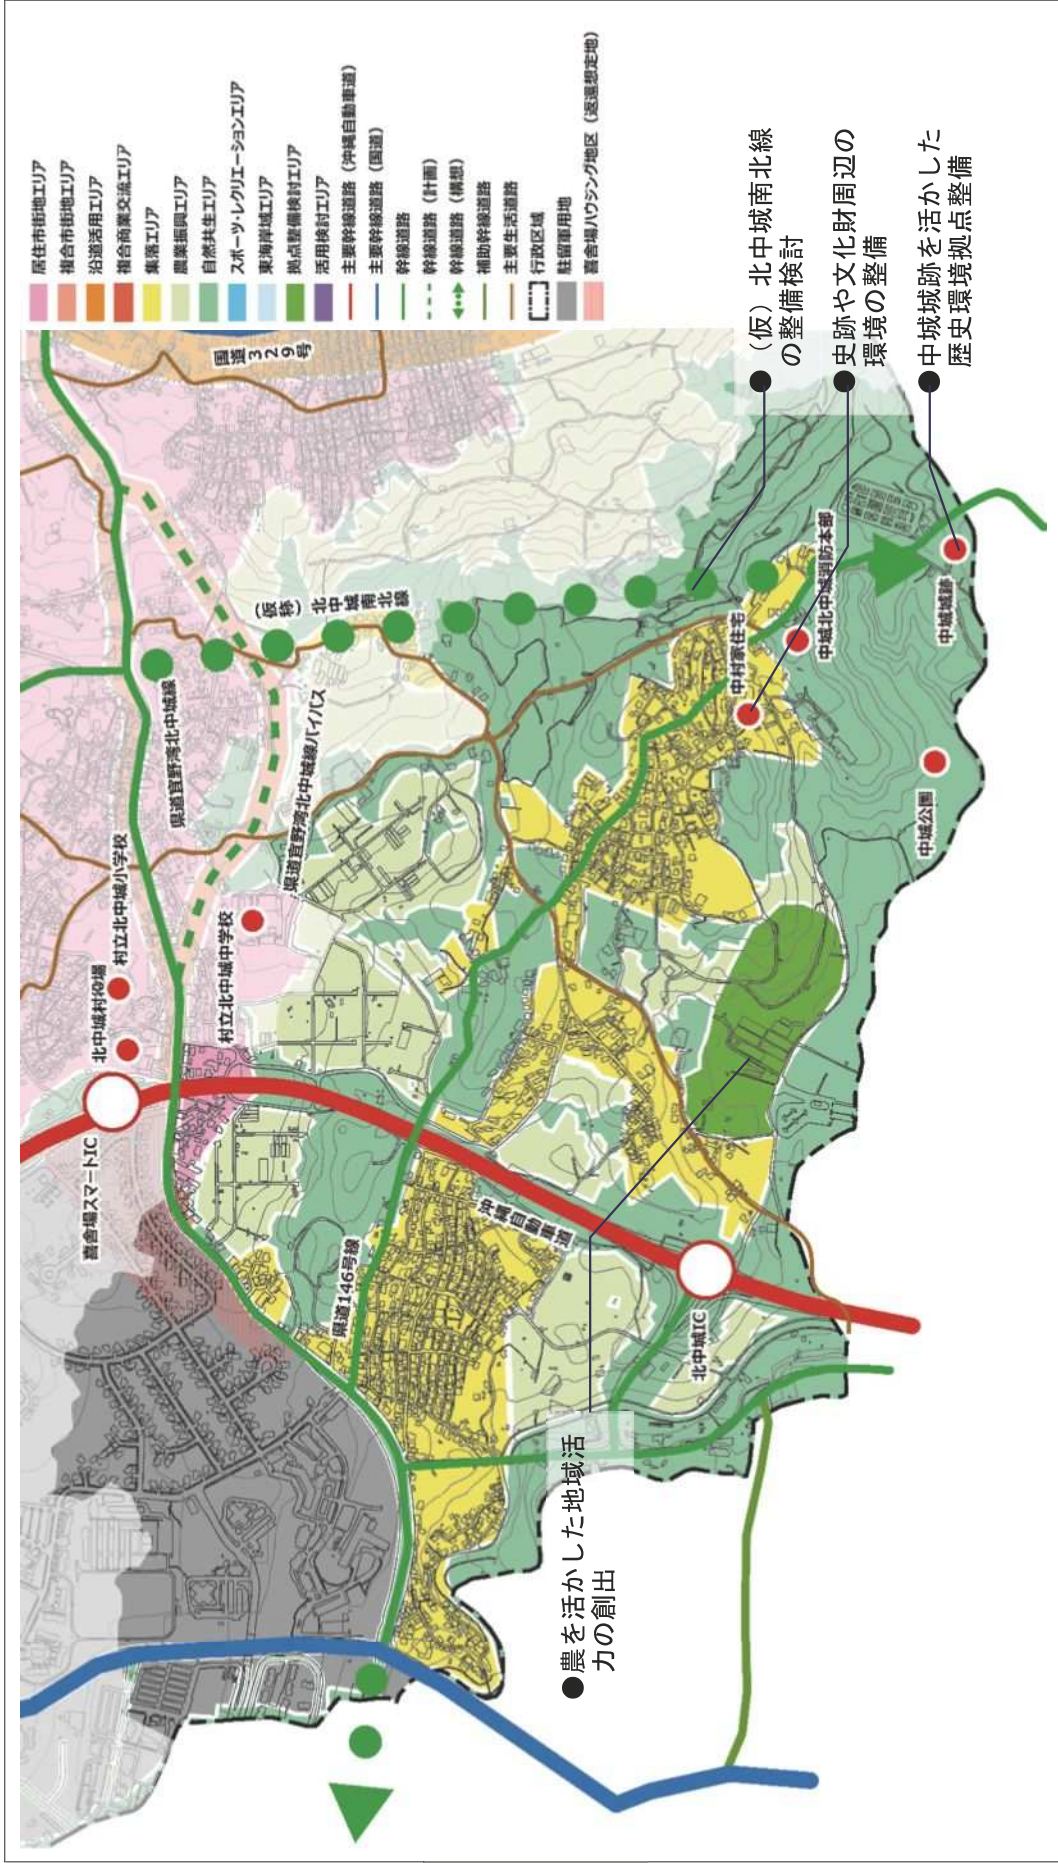 居住市街地エリア
複合市街地エリア
沿道活用エリア
複合商業交流エリア
集落エリア
農業振興エリア
自然共生エリア
スポーツ・レクリエーションエリア
東海岸域エリア
拠点整備検討エリア
活用検討エリア
主要幹線道路（沖縄自動車道）
主要幹線道路（国道）
幹線道路
幹線道路（計画）
幹線道路（構想）
補助幹線道路
主要生活道路
行政区域
駐留軍用地
喜舎場ハウジング地区（返還想定地）
国道329号
（仮称）北中城南北線
県道宜野湾北中城線
県道宜野湾北中城線バイパス
村立北中城小学校
北中城村役場
村立北中城中学校
喜舎場スマートIC
県道146号線
沖縄自動車道
北中城IC
中村家住宅
中城北中城消防本部
中城城跡
中城公園
●（仮）北中城南北線
の整備検討
●史跡や文化財周辺の
環境の整備
●中城城跡を活かした
歴史環境拠点整備
●農を活かした地域活
力の創出